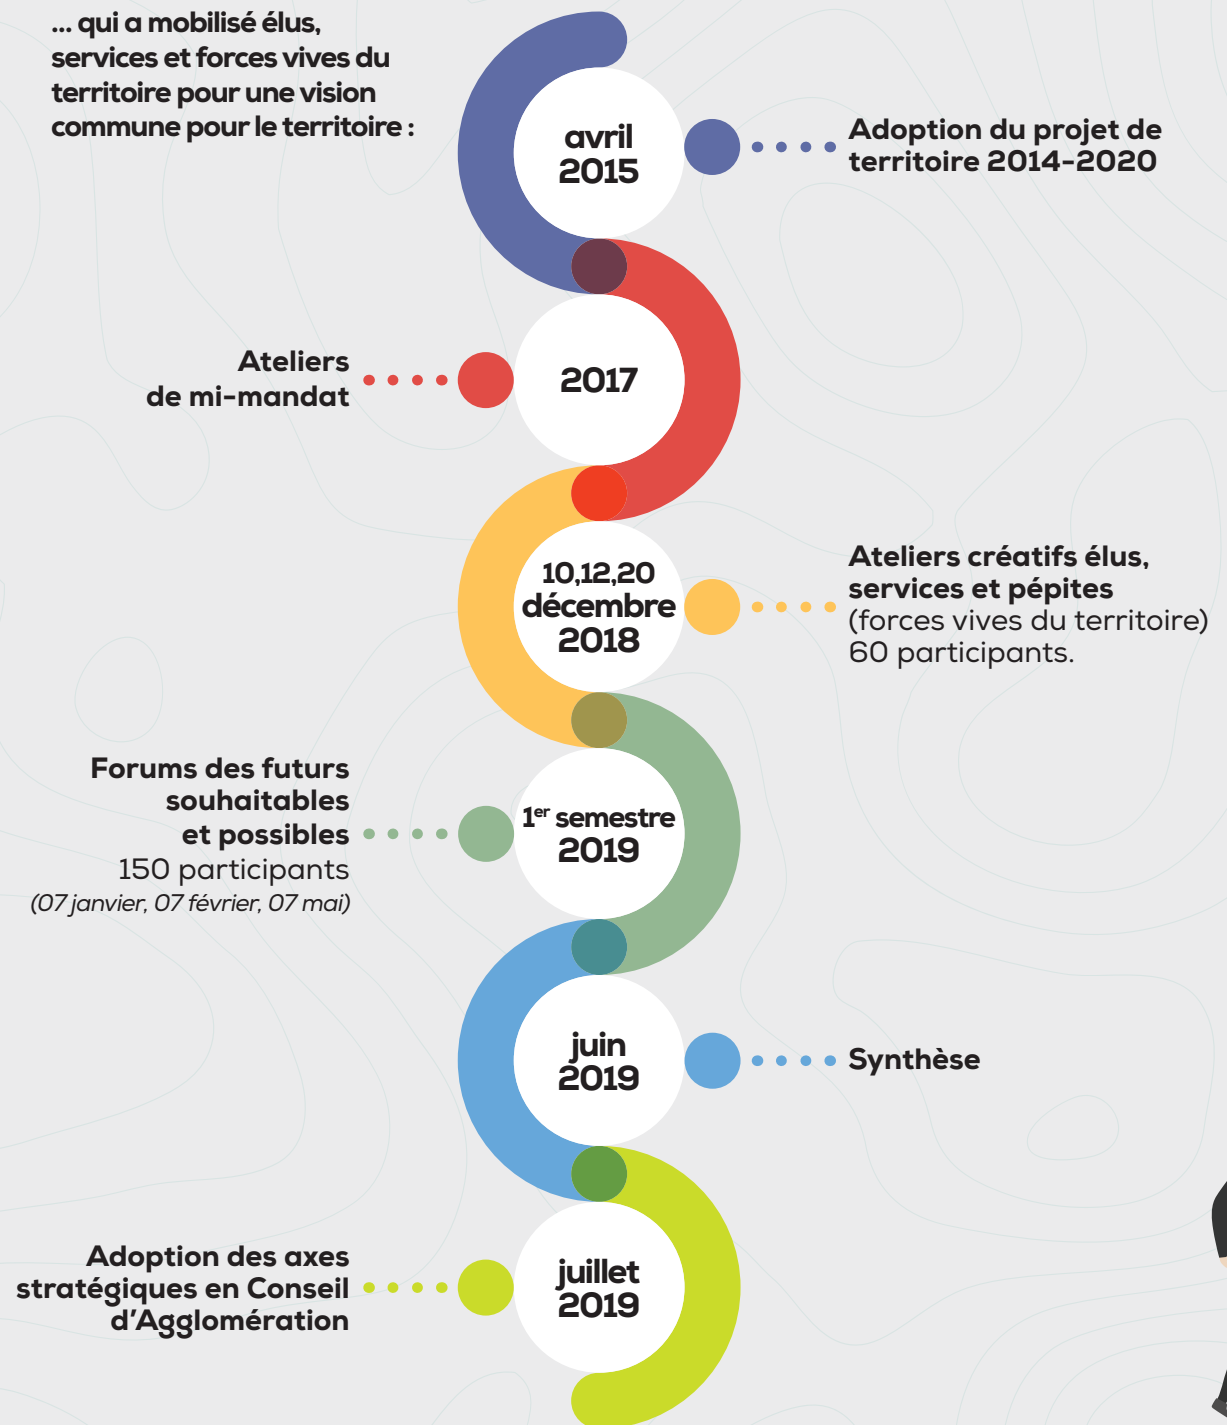 ... qui a mobilisé élus,
services et forces vives du
territoire pour une vision
commune pour le territoire :
avril
2015
Adoption du projet de
territoire 2014-2020
Ateliers
de mi-mandat
2017
10,12,20
décembre
2018
Ateliers créatifs élus,
services et pépites
(forces vives du territoire)
60 participants.
Forums des futurs
souhaitables
et possibles
150 participants
(07 janvier, 07 février, 07 mai)
1er semestre
2019
juin
2019
Synthèse
Adoption des axes
stratégiques en Conseil
d'Agglomération
juillet
2019